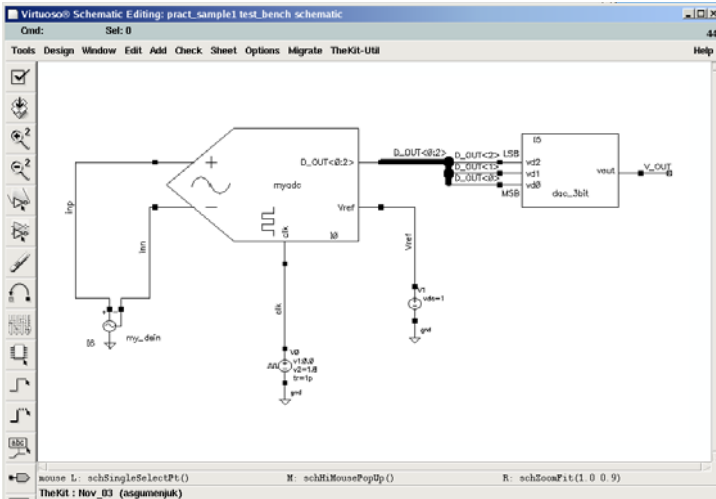 Virtuoso® Schematic Editing: pract_sample1 test_bench schematic
Cmd: Sel: 0 44
Tools Design Window Edit Add Check Sheet Options Migrate TheKit-Util Help
I5
D_OUT<0:2> D_OUT<0:2> D_OUT<2> LSB vd2
D_OUT<1> vd1 vout V_OUT
D_OUT<0> vd0
MSB dac_3bit
myadc
Vref
clk
I0
inp
inn
Vref
V1
vdc=1
gnd
clk
my_dsin
V0
v1:0.0
v2=1.8
tr=1p
gnd
mouse L: schSingleSelectPt() M: schHiMousePopUp() R: schZoomFit(1.0 0.9)
TheKit : Nov_03 (asgumenjuk)